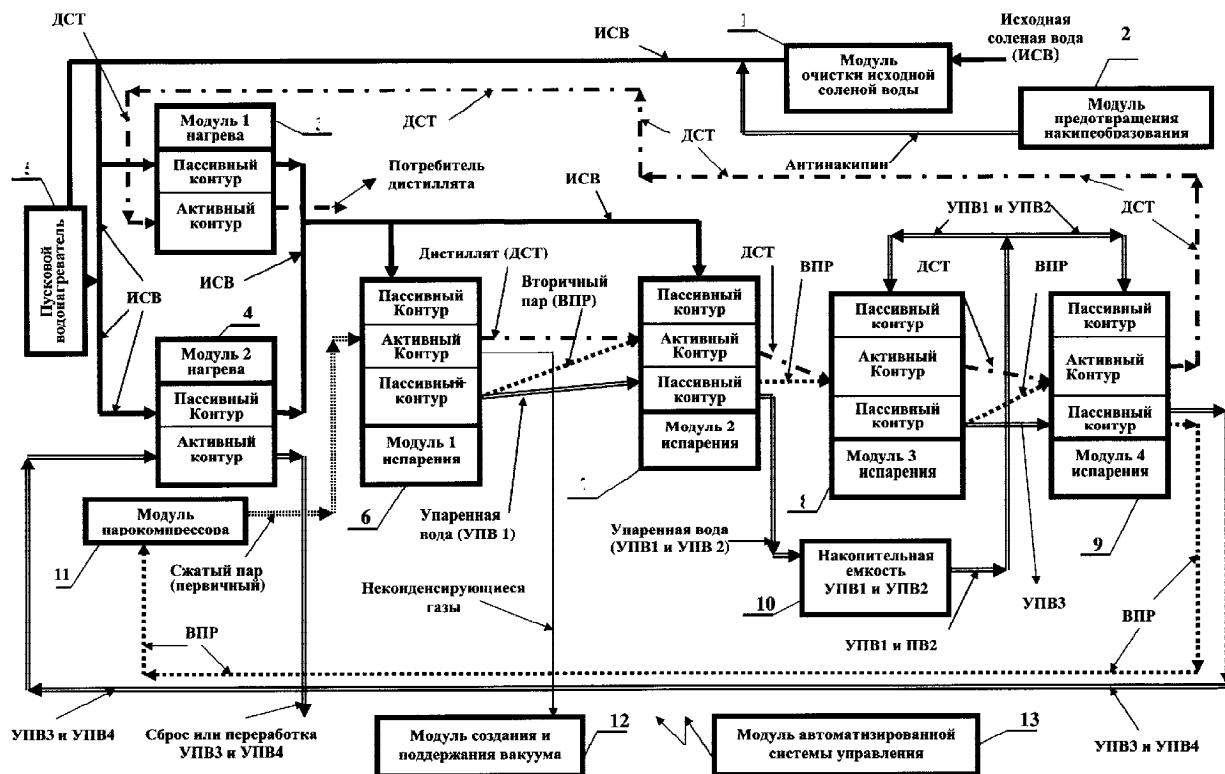 ДСТ
ИСВ
1
Исходная
соленая вода
(ИСВ)
2
Модуль
очистки исходной
соленой воды
Модуль
предотвращения
накипеобразования
ДСТ
ДСТ
Антинакипин
Модуль 1
нагрева
Пассивный
контур
Активный
контур
Потребитель
дистиллята
ИСВ
ДСТ
ДСТ
УПВ1 и УПВ2
Пусковой
водонагреватель
ИСВ
ИСВ
Дистиллят (ДСТ)
Вторичный
пар (ВПР)
ДСТ
ВПР
ДСТ
ВПР
4
Модуль 2
нагрева
Пассивный
Контур
Активный
контур
Пассивный
Контур
Активный
Контур
Пассивный
Контур
Модуль 1
испарения
6
Пассивный
Контур
Активный
Контур
Пассивный
контур
Модуль 2
испарения
Пассивный
контур
Активный
Контур
Пассивный
контур
Модуль 3
испарения
8
Пассивный
контур
Активный
Контур
Пассивный
контур
Модуль 4
испарения
9
Модуль
парокомпрессора
11
Сжатый пар
(первичный)
Упаренная
вода (УПВ 1)
Упаренная вода
(УПВ1 и УПВ 2)
Накопительная
емкость
УПВ1 и УПВ2
10
УПВ3
Неконденсирующиеся
газы
УПВ1 и ПВ2
ВПР
ВПР
УПВ3 и УПВ4
Сброс или переработка
УПВ3 и УПВ4
Модуль создания и
поддержания вакуума
12
Модуль автоматизированной
системы управления
13
УПВ3 и УПВ4